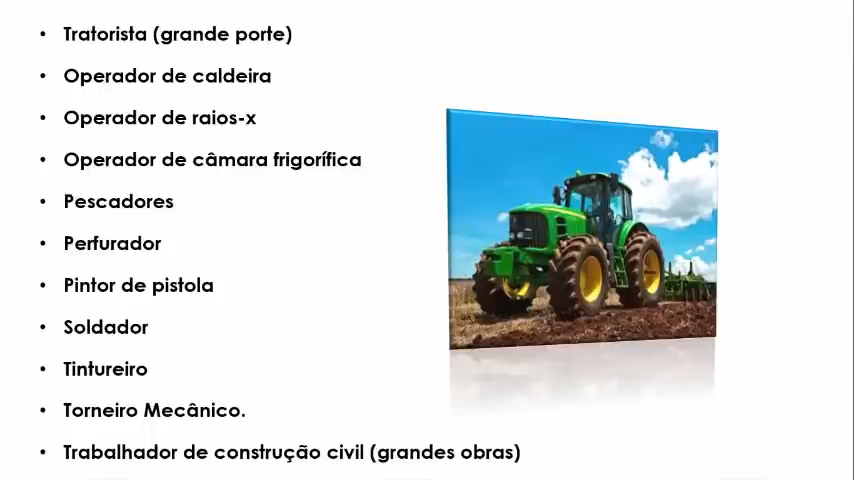 • Tratorista (grande porte)
• Operador de caldeira
• Operador de raios-x
• Operador de câmara frigorífica
• Pescadores
• Perfurador
• Pintor de pistola
• Soldador
• Tintureiro
• Torneiro Mecânico.
• Trabalhador de construção civil (grandes obras)